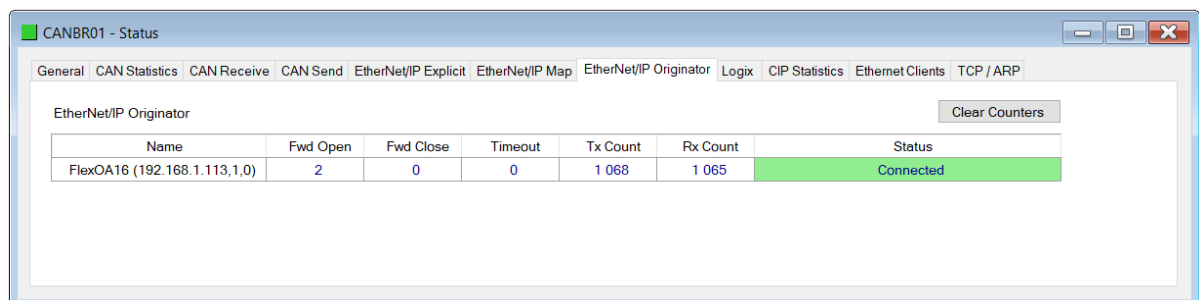 CANBR01 - Status
General CAN Statistics CAN Receive CAN Send EtherNet/IP Explicit EtherNet/IP Map EtherNet/IP Originator Logix CIP Statistics Ethernet Clients TCP / ARP
EtherNet/IP Originator Clear Counters
Name Fwd Open Fwd Close Timeout Tx Count Rx Count Status
FlexOA16 (192.168.1.113,1,0) 2 0 0 1 068 1 065 Connected